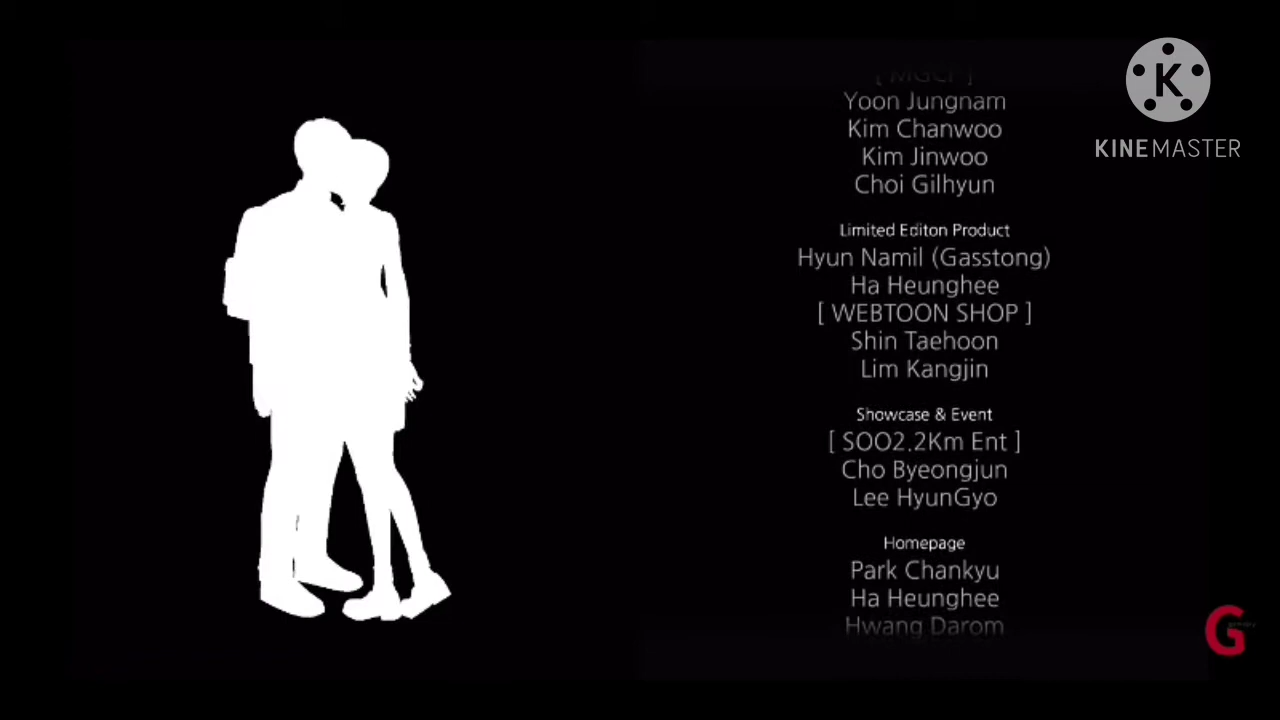 Yoon Jungnam
Kim Chanwoo
Kim Jinwoo
Choi Gilhyun
Limited Editon Product
Hyun Namil (Gasstong)
Ha Heunghee
[ WEBTOON SHOP ]
Shin Taehoon
Lim Kangjin
Showcase & Event
[ SOO2.2Km Ent ]
Cho Byeongjun
Lee HyunGyo
Homepage
Park Chankyu
Ha Heunghee
Hwang Darom
K
KINEMASTER
G